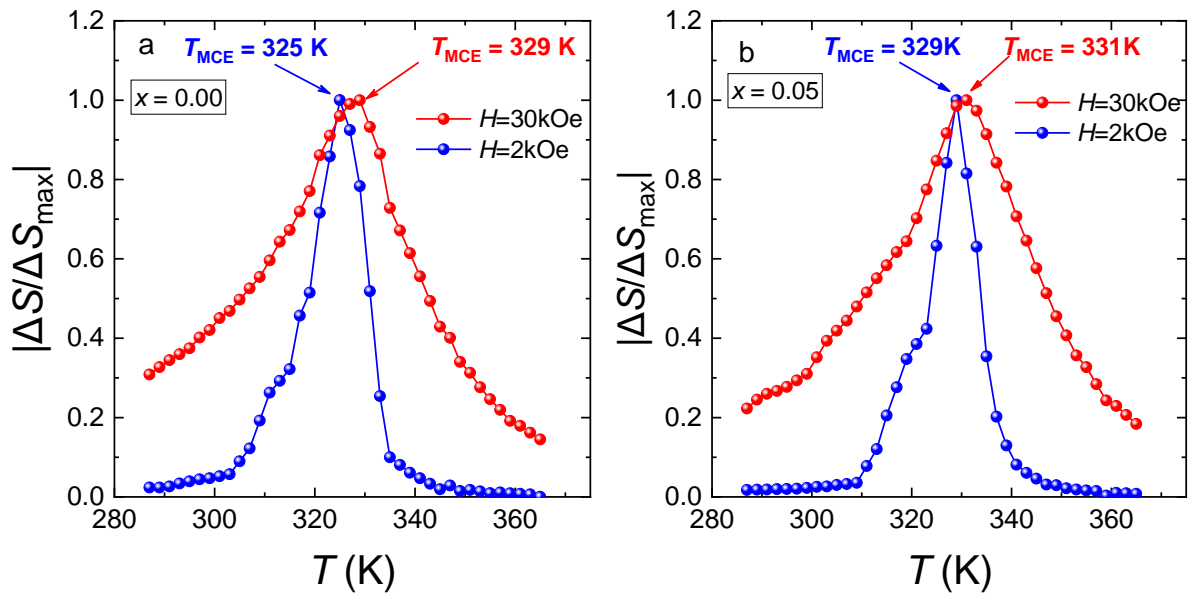 a
T_MCE = 325 K
T_MCE = 329 K
x = 0.00
H=30kOe
H=2kOe
|ΔS/ΔS_max|
1.2
1.0
0.8
0.6
0.4
0.2
0.0
280
300
320
340
360
T (K)
b
T_MCE = 329K
T_MCE = 331K
x = 0.05
H=30kOe
H=2kOe
|ΔS/ΔS_max|
1.2
1.0
0.8
0.6
0.4
0.2
0.0
280
300
320
340
360
T (K)